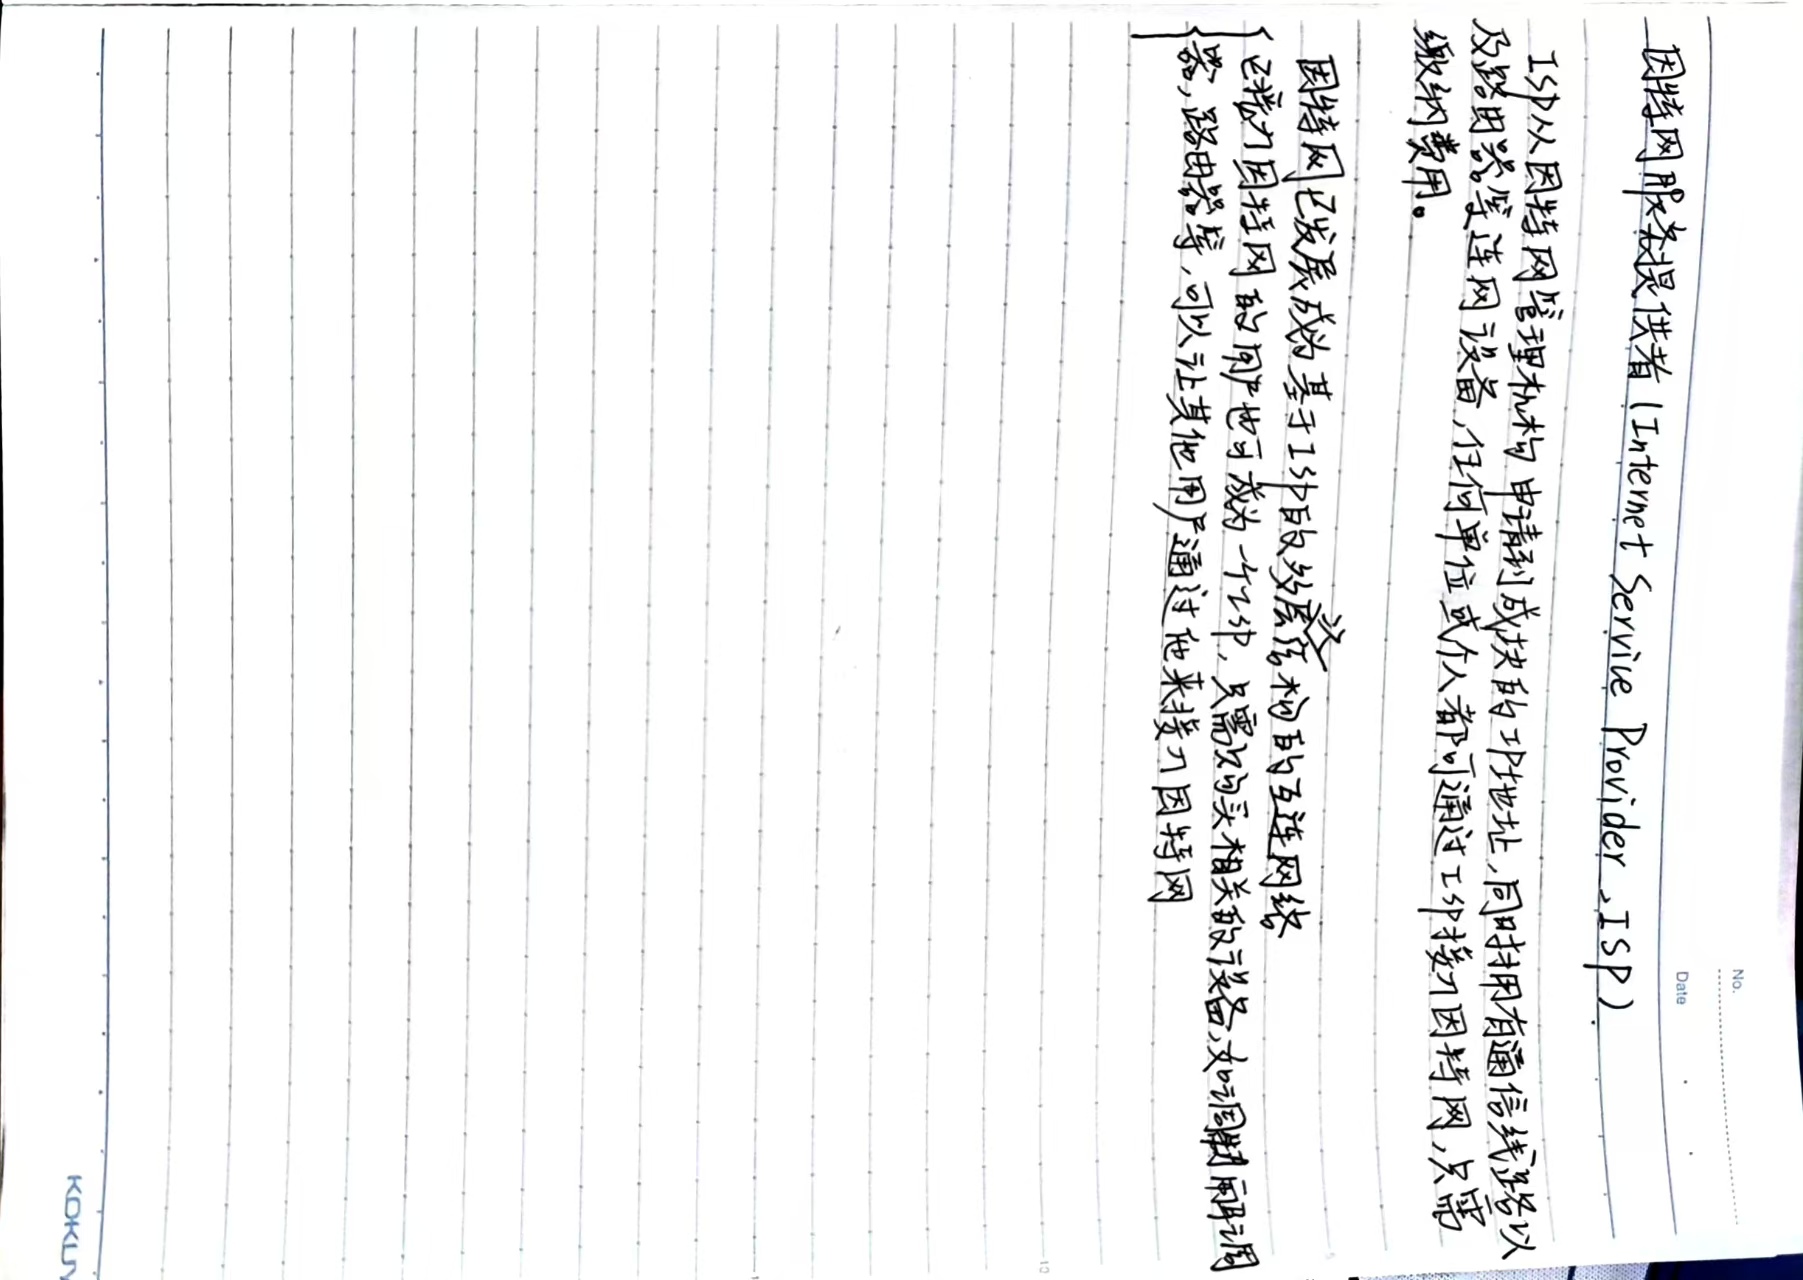 No.
Date
因特网服务提供者(Internet Service Provider,ISP)
ISP从因特网管理机构申请到成块的IP地址,同时拥有通信线路以
及路由器等连网设备,任何单位或个人都可通过ISP接入因特网,只需
缴纳费用。
次
因特网已发展成为基于ISP的多层结构的互连网络
已接入因特网的用户也可成为一个ISP,只需购买相关的设备,如调制解调
器,路由器等,可以让其他用户通过他来接入因特网
10
KOKUY